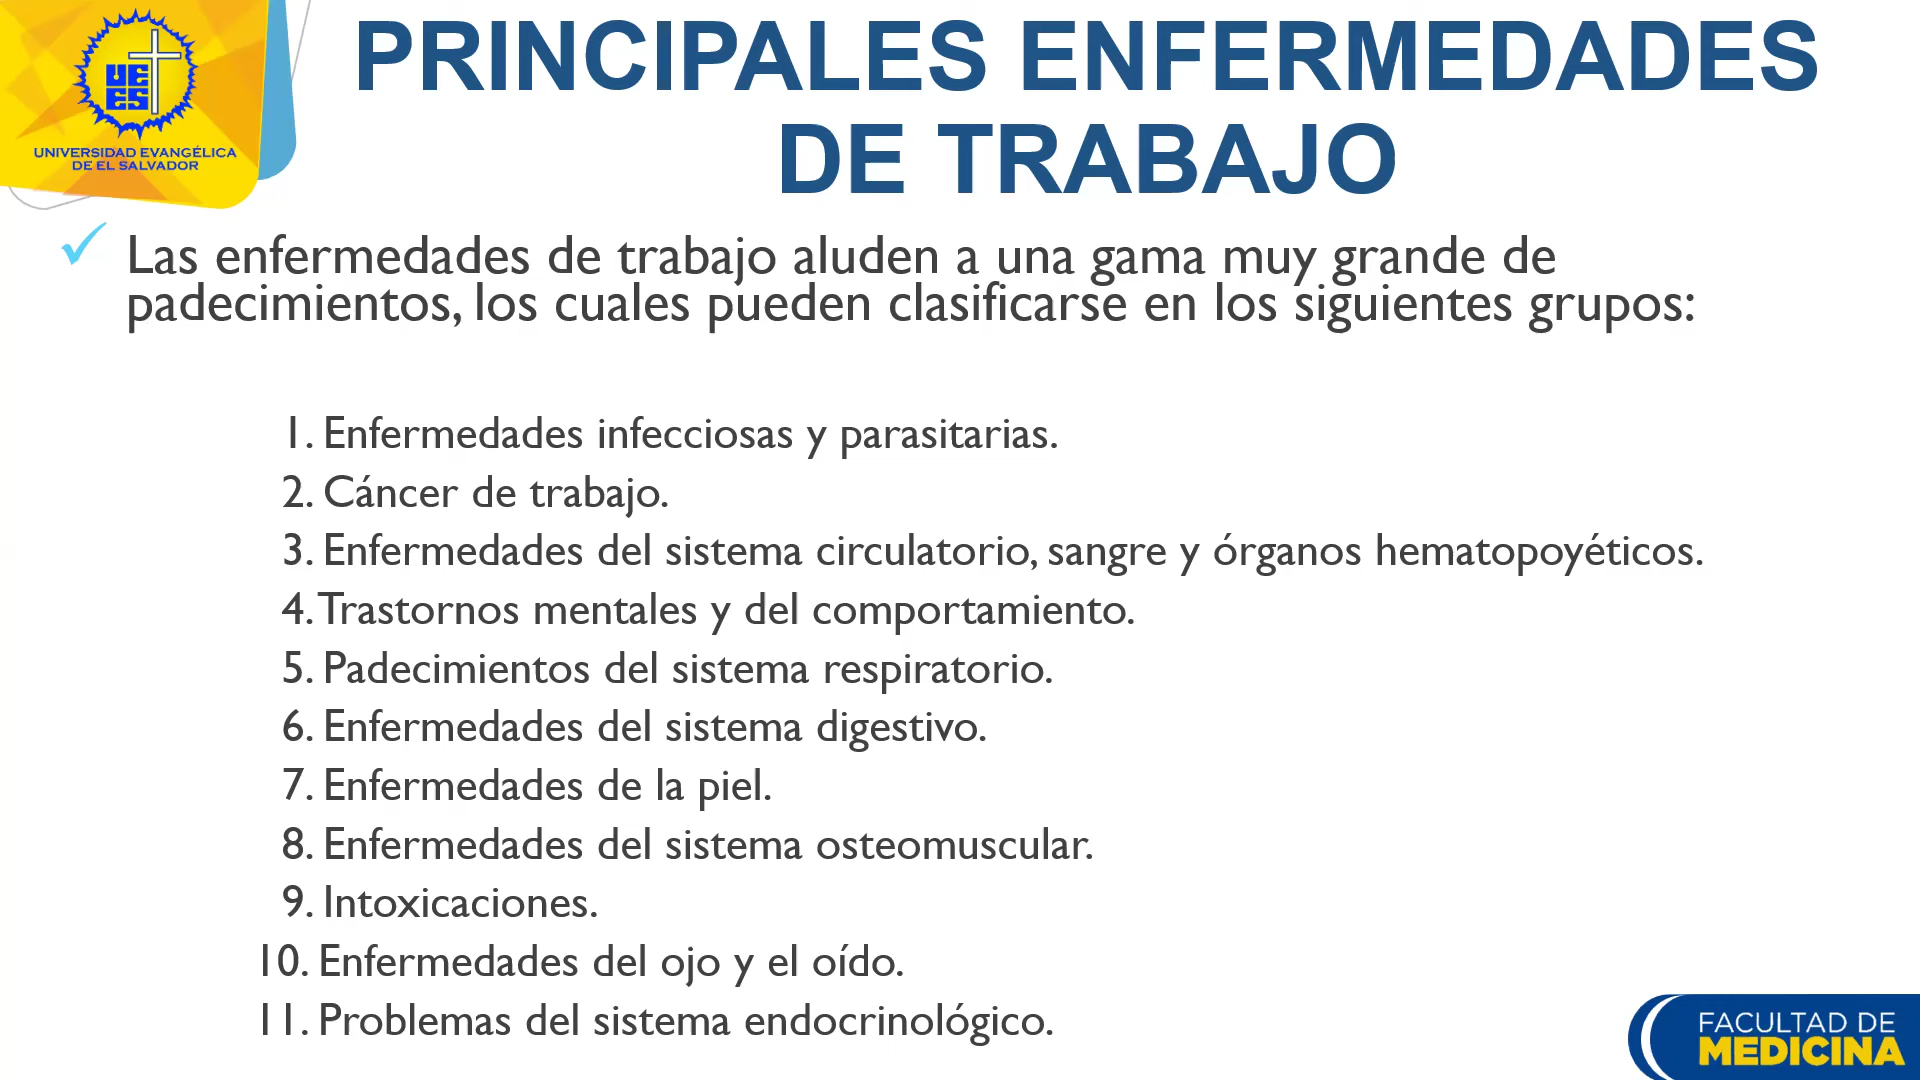 UE
ES
UNIVERSIDAD EVANGÉLICA
DE EL SALVADOR
PRINCIPALES ENFERMEDADES
DE TRABAJO
✓ Las enfermedades de trabajo aluden a una gama muy grande de
padecimientos, los cuales pueden clasificarse en los siguientes grupos:
1. Enfermedades infecciosas y parasitarias.
2. Cáncer de trabajo.
3. Enfermedades del sistema circulatorio, sangre y órganos hematopoyéticos.
4. Trastornos mentales y del comportamiento.
5. Padecimientos del sistema respiratorio.
6. Enfermedades del sistema digestivo.
7. Enfermedades de la piel.
8. Enfermedades del sistema osteomuscular.
9. Intoxicaciones.
10. Enfermedades del ojo y el oído.
11. Problemas del sistema endocrinológico.
FACULTAD DE
MEDICINA